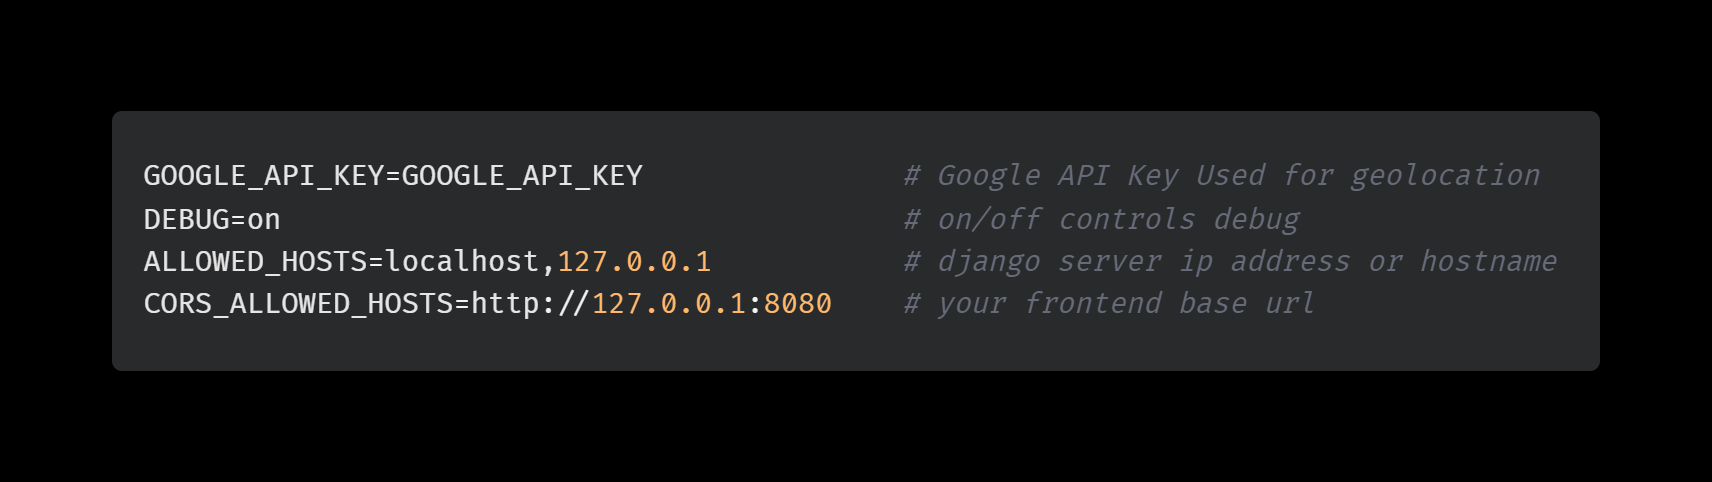 GOOGLE_API_KEY=GOOGLE_API_KEY # Google API Key Used for geolocation
DEBUG=on # on/off controls debug
ALLOWED_HOSTS=localhost,127.0.0.1 # django server ip address or hostname
CORS_ALLOWED_HOSTS=http://127.0.0.1:8080 # your frontend base url